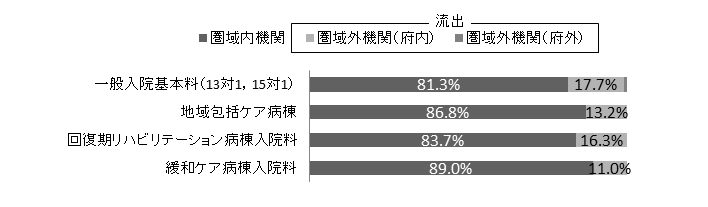 流出
圏域内機関 圏域外機関(府内) 圏域外機関(府外)
一般入院基本料(13対1, 15対1) 81.3% 17.7%
地域包括ケア病棟 86.8% 13.2%
回復期リハビリテーション病棟入院料 83.7% 16.3%
緩和ケア病棟入院料 89.0% 11.0%